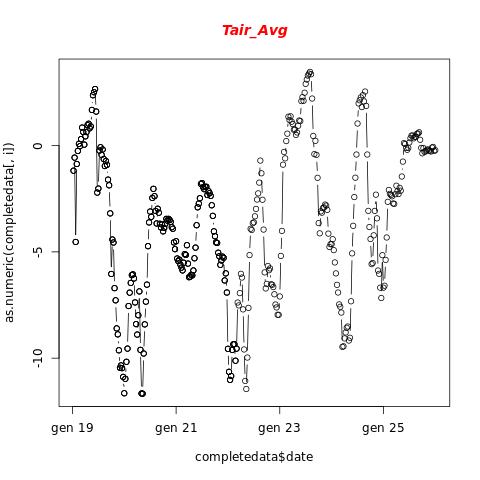 Tair_Avg
as.numeric(completedata[, i])
0
-5
-10
gen 19
gen 21
gen 23
gen 25
completedata$date